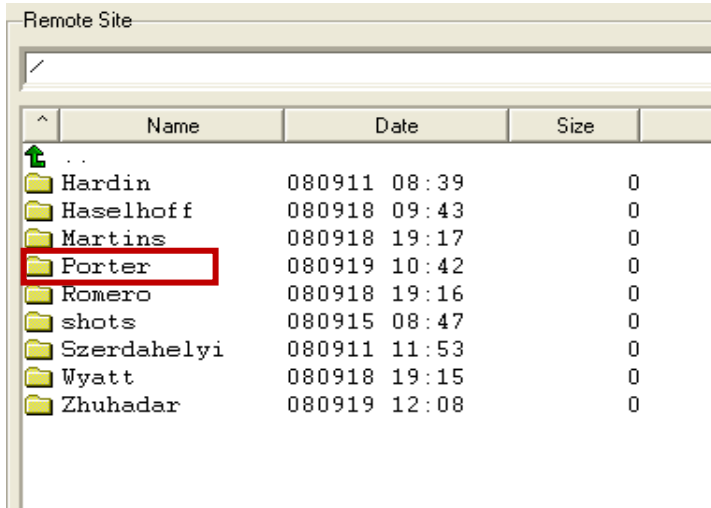 Remote Site
/
^ Name Date Size
..
Hardin 080911 08:39 0
Haselhoff 080918 09:43 0
Martins 080918 19:17 0
Porter 080919 10:42 0
Romero 080918 19:16 0
shots 080915 08:47 0
Szerdahelyi 080911 11:53 0
Wyatt 080918 19:15 0
Zhuhadar 080919 12:08 0